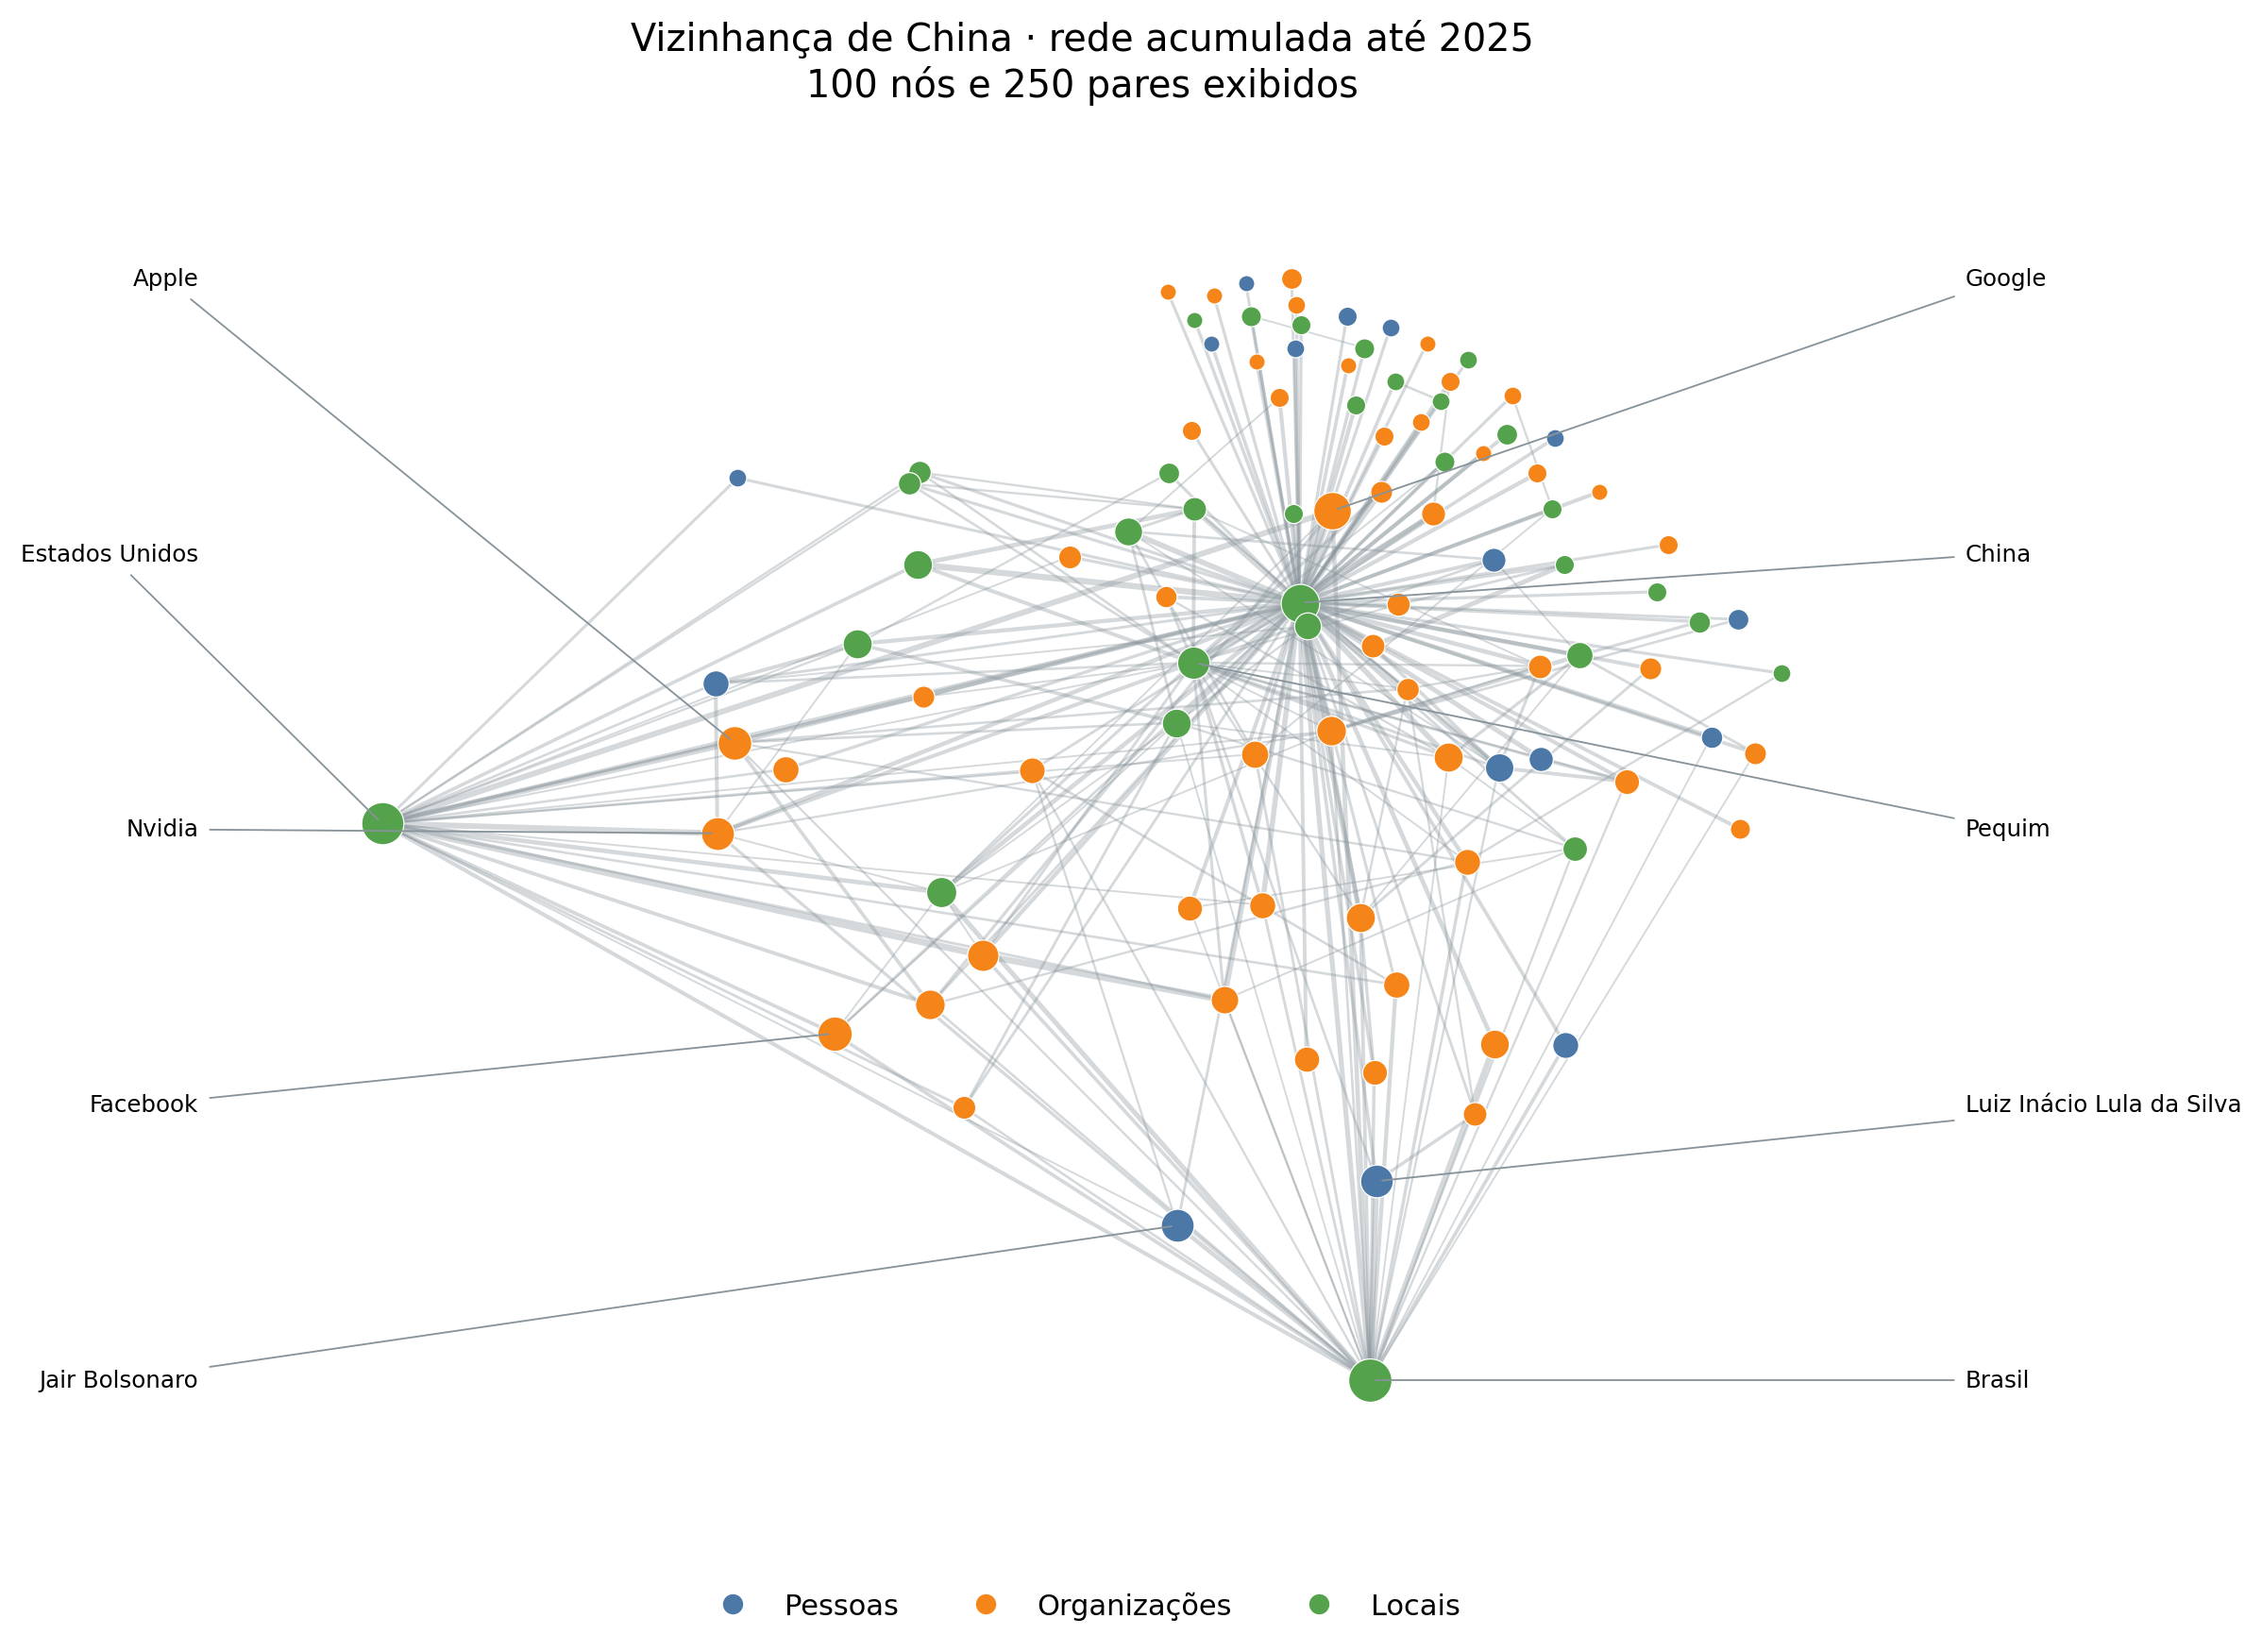 Vizinhança de China · rede acumulada até 2025
100 nós e 250 pares exibidos
Apple
Google
Estados Unidos
China
Nvidia
Pequim
Facebook
Luiz Inácio Lula da Silva
Jair Bolsonaro
Brasil
Pessoas
Organizações
Locais